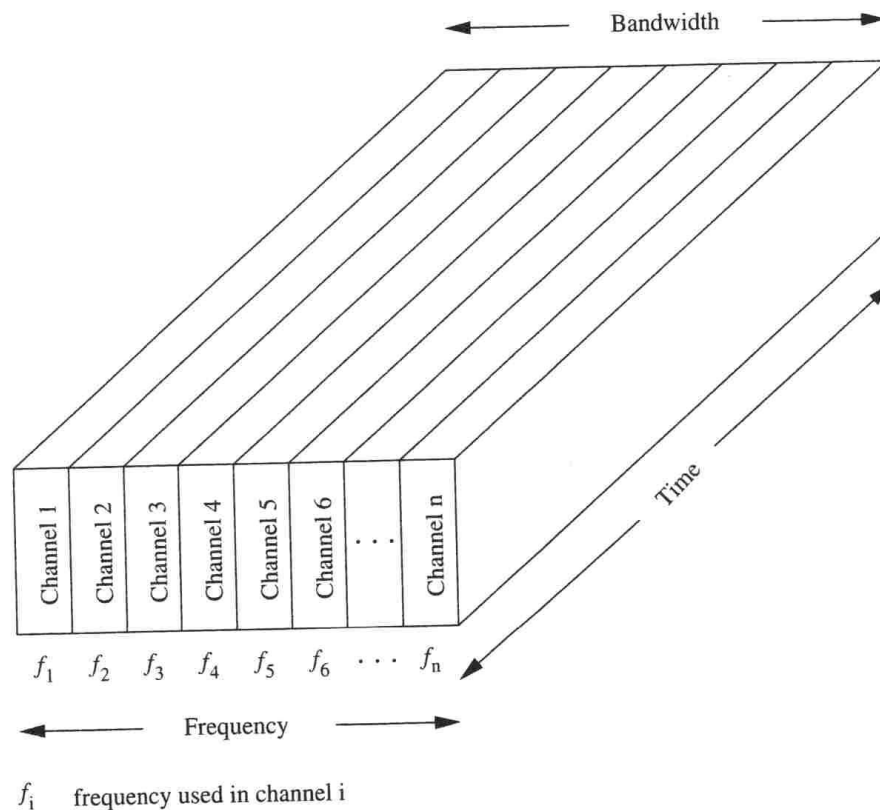 Bandwidth
Channel 1
Channel 2
Channel 3
Channel 4
Channel 5
Channel 6
...
Channel n
Time
f₁ f₂ f₃ f₄ f₅ f₆ ... fₙ
Frequency
fᵢ frequency used in channel i